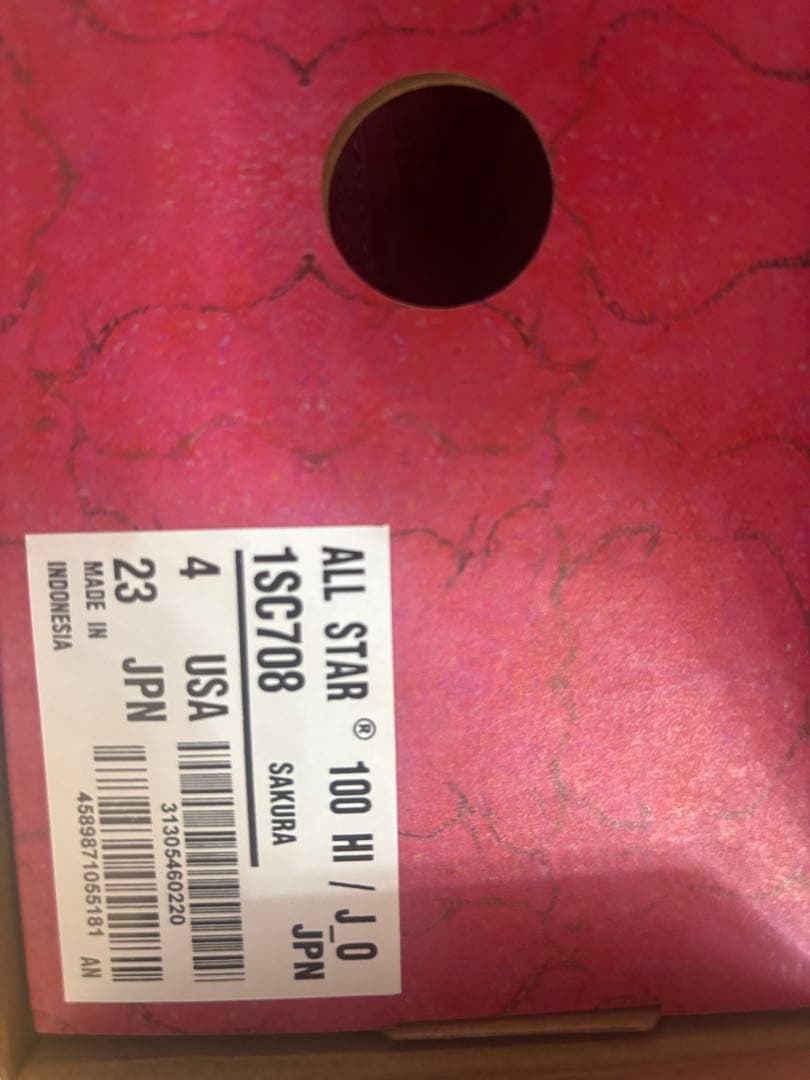 ALL STAR ® 100 HI / J_O
1SC708 SAKURA JPN
4 USA
31305460220
23 JPN
MADE IN
INDONESIA
4589871055181 AN